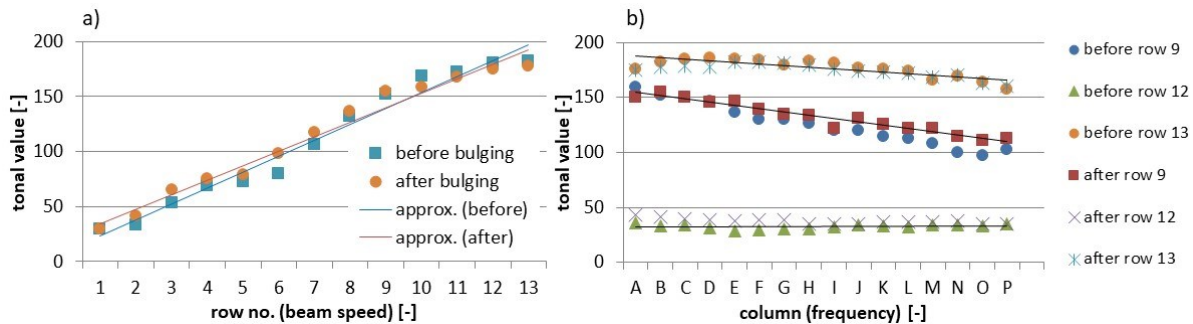 a)
tonal value [-]
200
150
100
50
0
before bulging
after bulging
approx. (before)
approx. (after)
1 2 3 4 5 6 7 8 9 10 11 12 13
row no. (beam speed) [-]
b)
tonal value [-]
200
150
100
50
0
A B C D E F G H I J K L M N O P
column (frequency) [-]
before row 9
before row 12
before row 13
after row 9
after row 12
after row 13